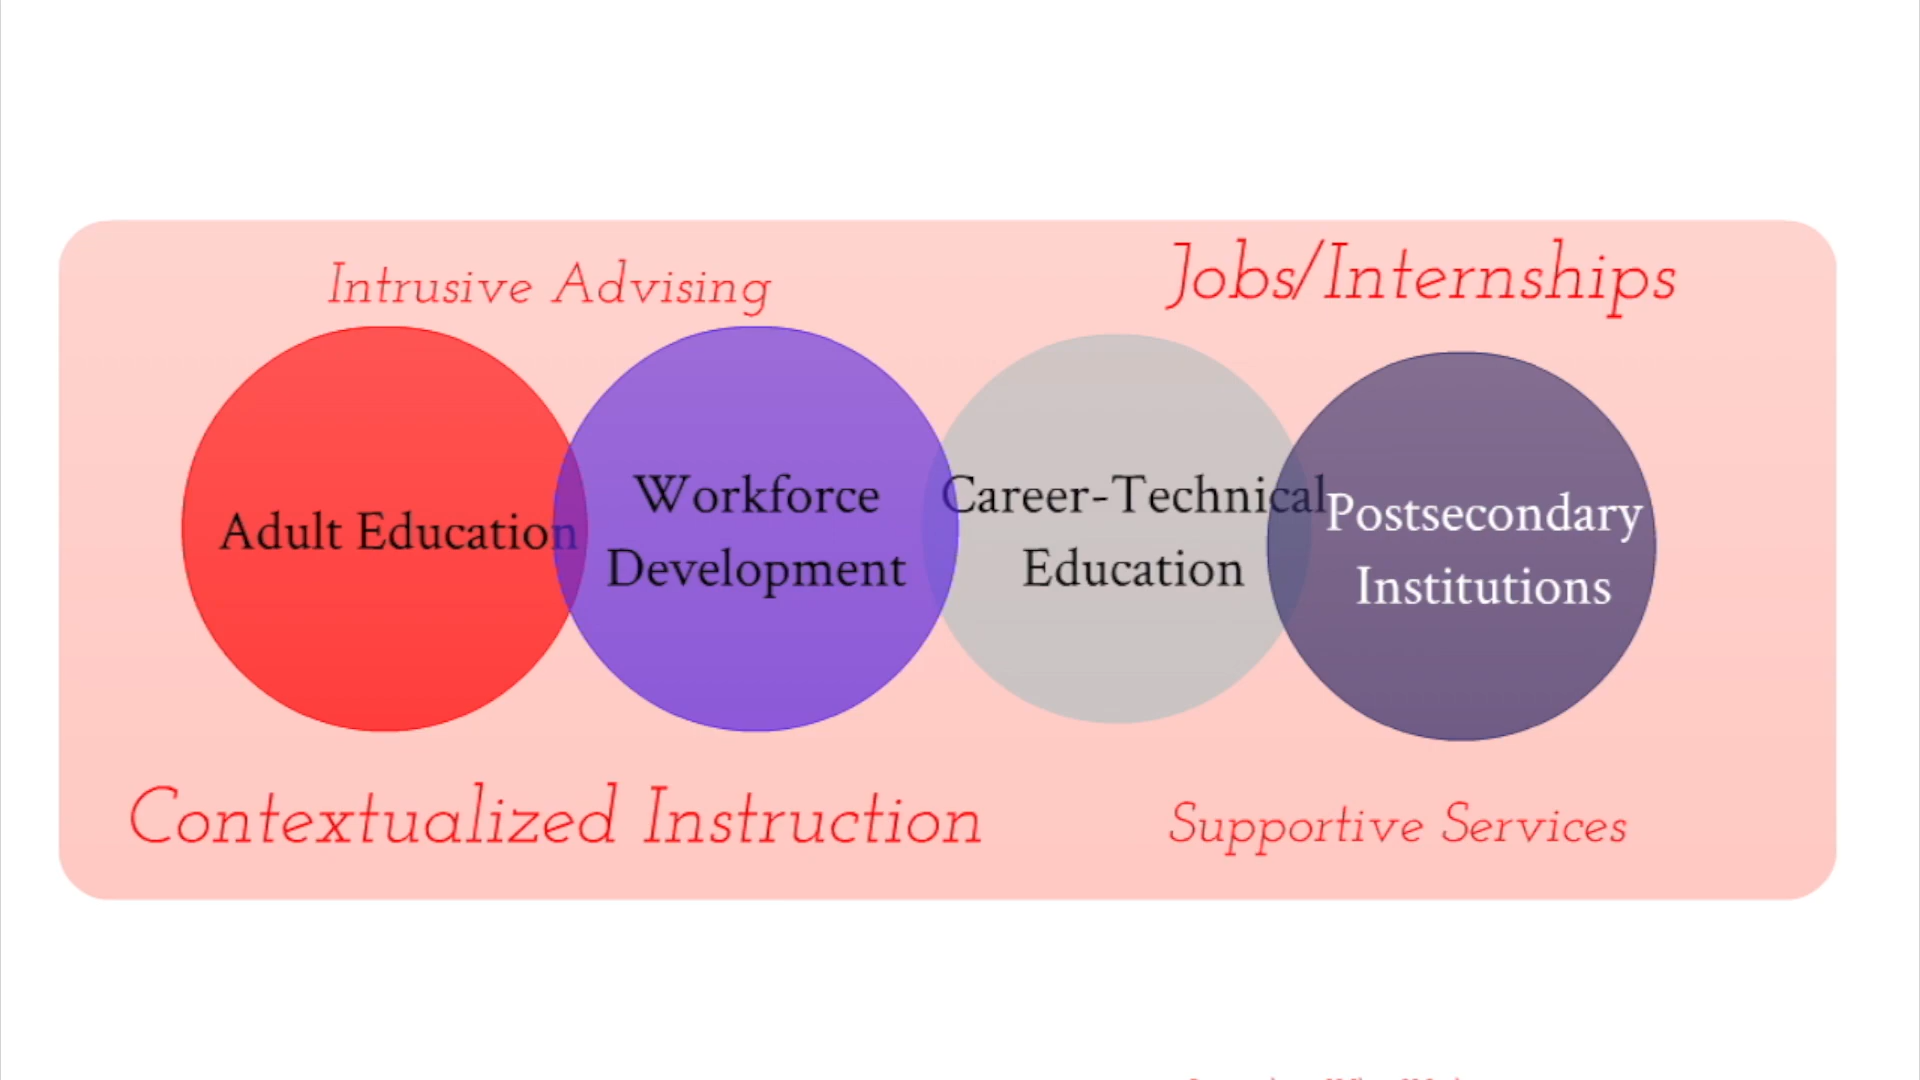 Intrusive Advising
Jobs/Internships
Adult Education
Workforce
Development
Career-Technical
Education
Postsecondary
Institutions
Contextualized Instruction
Supportive Services